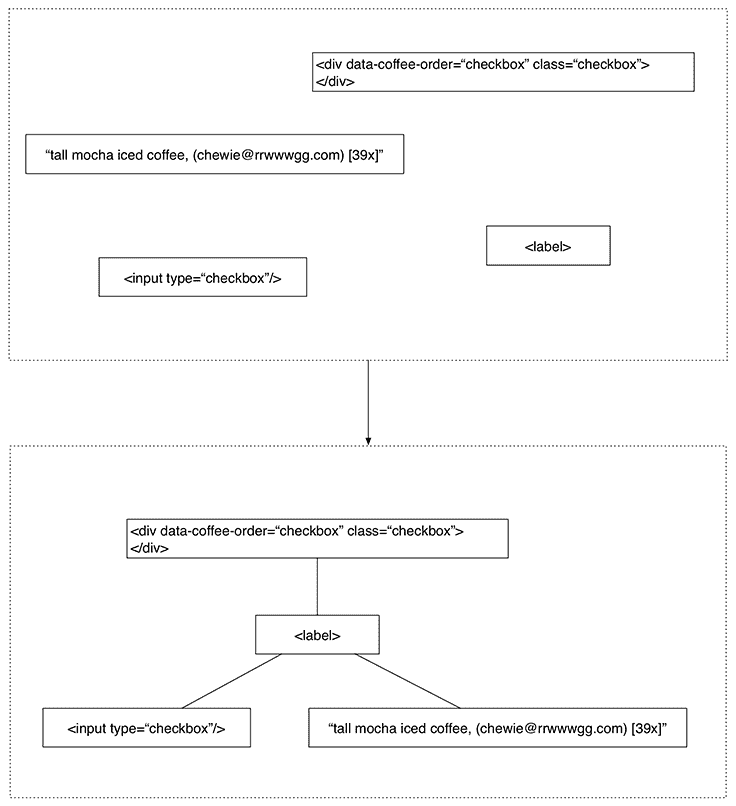 <div data-coffee-order=“checkbox” class=“checkbox”>
</div>
“tall mocha iced coffee, (chewie@rrwwwgg.com) [39x]”
<label>
<input type=“checkbox”/>
<div data-coffee-order=“checkbox” class=“checkbox”>
</div>
<label>
<input type=“checkbox”/>
“tall mocha iced coffee, (chewie@rrwwwgg.com) [39x]”